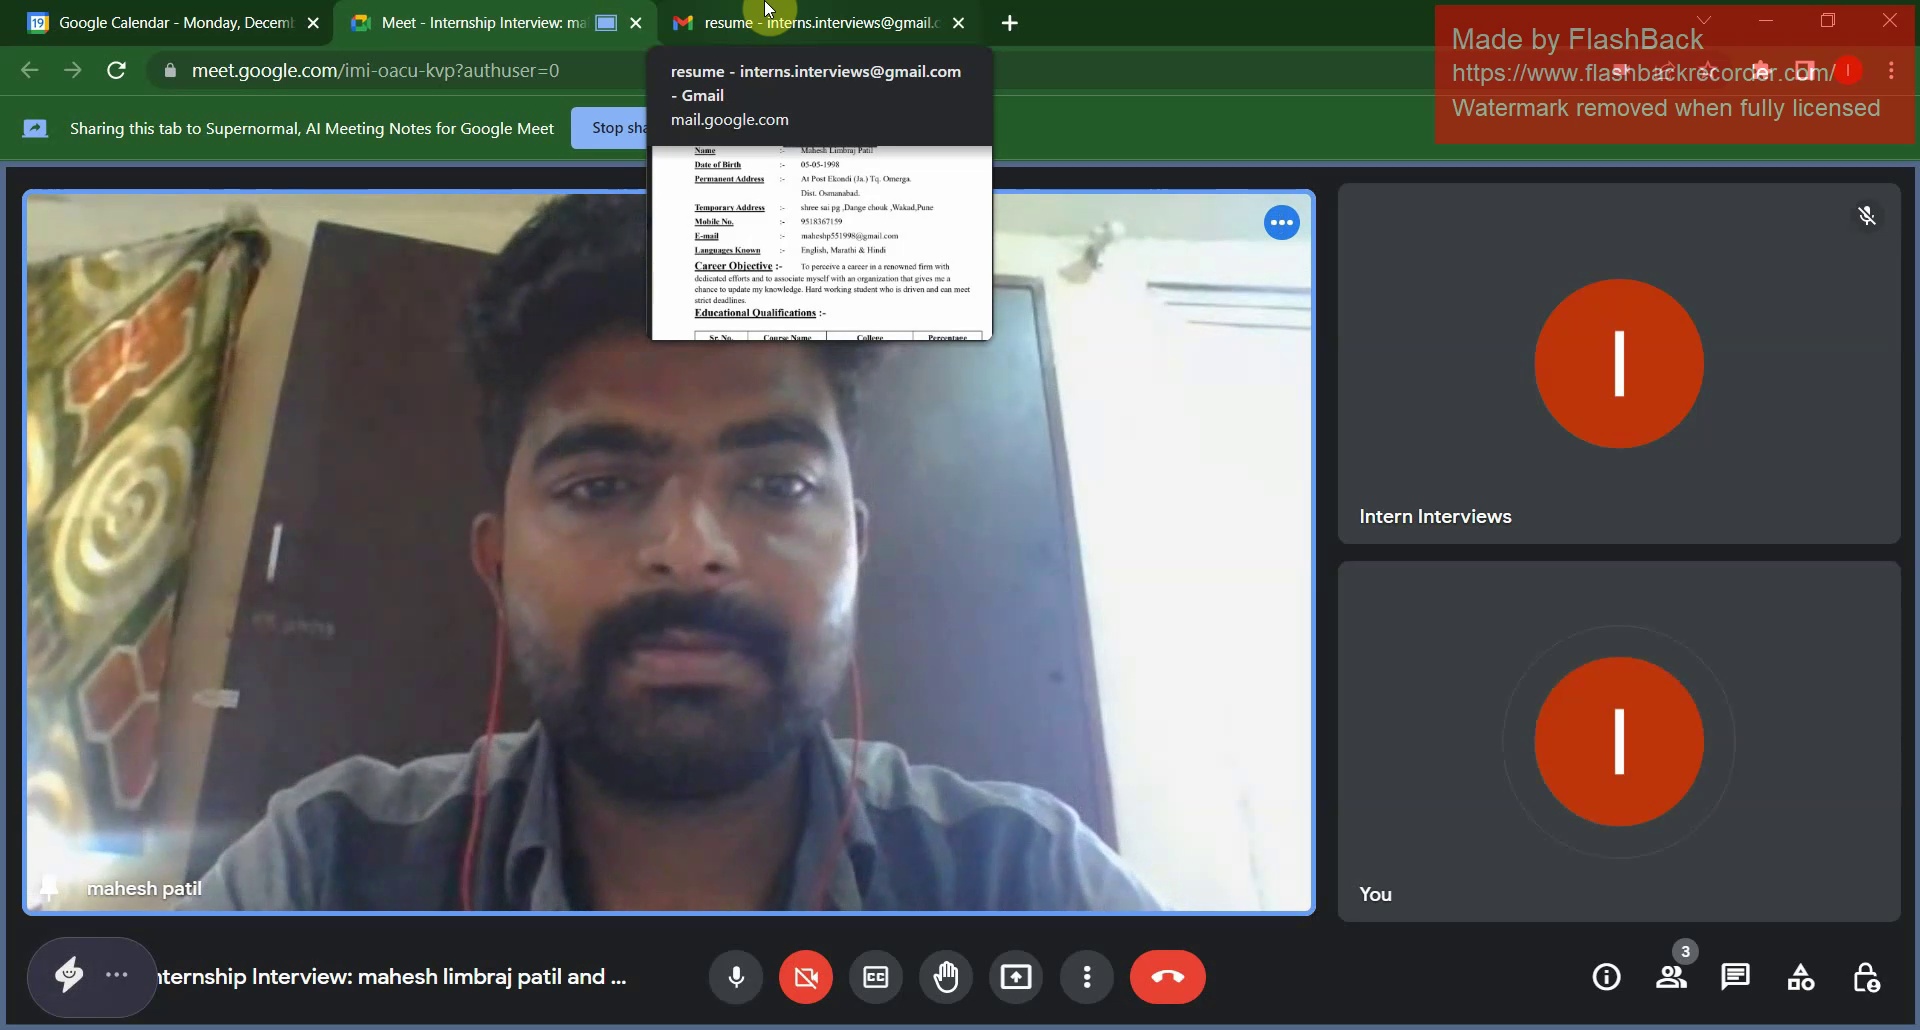 Google Calendar - Monday, Decem
Meet - Internship Interview: ma
resume - interns.interviews@gmail.c
meet.google.com/imi-oacu-kvp?authuser=0
Made by FlashBack
https://www.flashbackrecorder.com/
Watermark removed when fully licensed
Sharing this tab to Supernormal, AI Meeting Notes for Google Meet
Stop sha
resume - interns.interviews@gmail.com
- Gmail
mail.google.com
Name :- Mahesh Limbraj Patil
Date of Birth :- 05-05-1998
Permanent Address :- At Post Ekondi (Ja.) Tq. Omerga.
Dist. Osmanabad.
Temporary Address :- shree sai pg ,Dange chouk ,Wakad,Pune
Mobile No. :- 9518367159
E-mail :- maheshp551998@gmail.com
Languages Known :- English, Marathi & Hindi
Career Objective :- To perceive a career in a renowned firm with
dedicated efforts and to associate myself with an organization that gives me a
chance to update my knowledge. Hard working student who is driven and can meet
strict deadlines.
Educational Qualifications :-
Sr. No. Course Name College Percentage
Intern Interviews
You
mahesh patil
nternship Interview: mahesh limbraj patil and ...
3